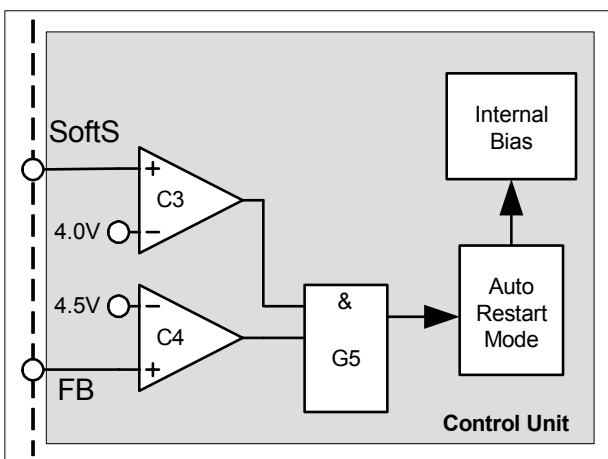 SoftS
+
C3
4.0V
−
4.5V
−
C4
+
FB
&
G5
Internal
Bias
Auto
Restart
Mode
Control Unit